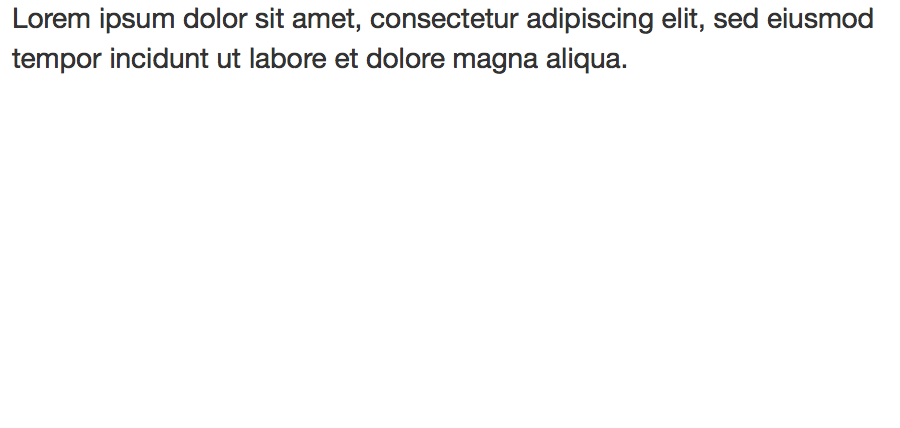 Lorem ipsum dolor sit amet, consectetur adipiscing elit, sed eiusmod
tempor incidunt ut labore et dolore magna aliqua.